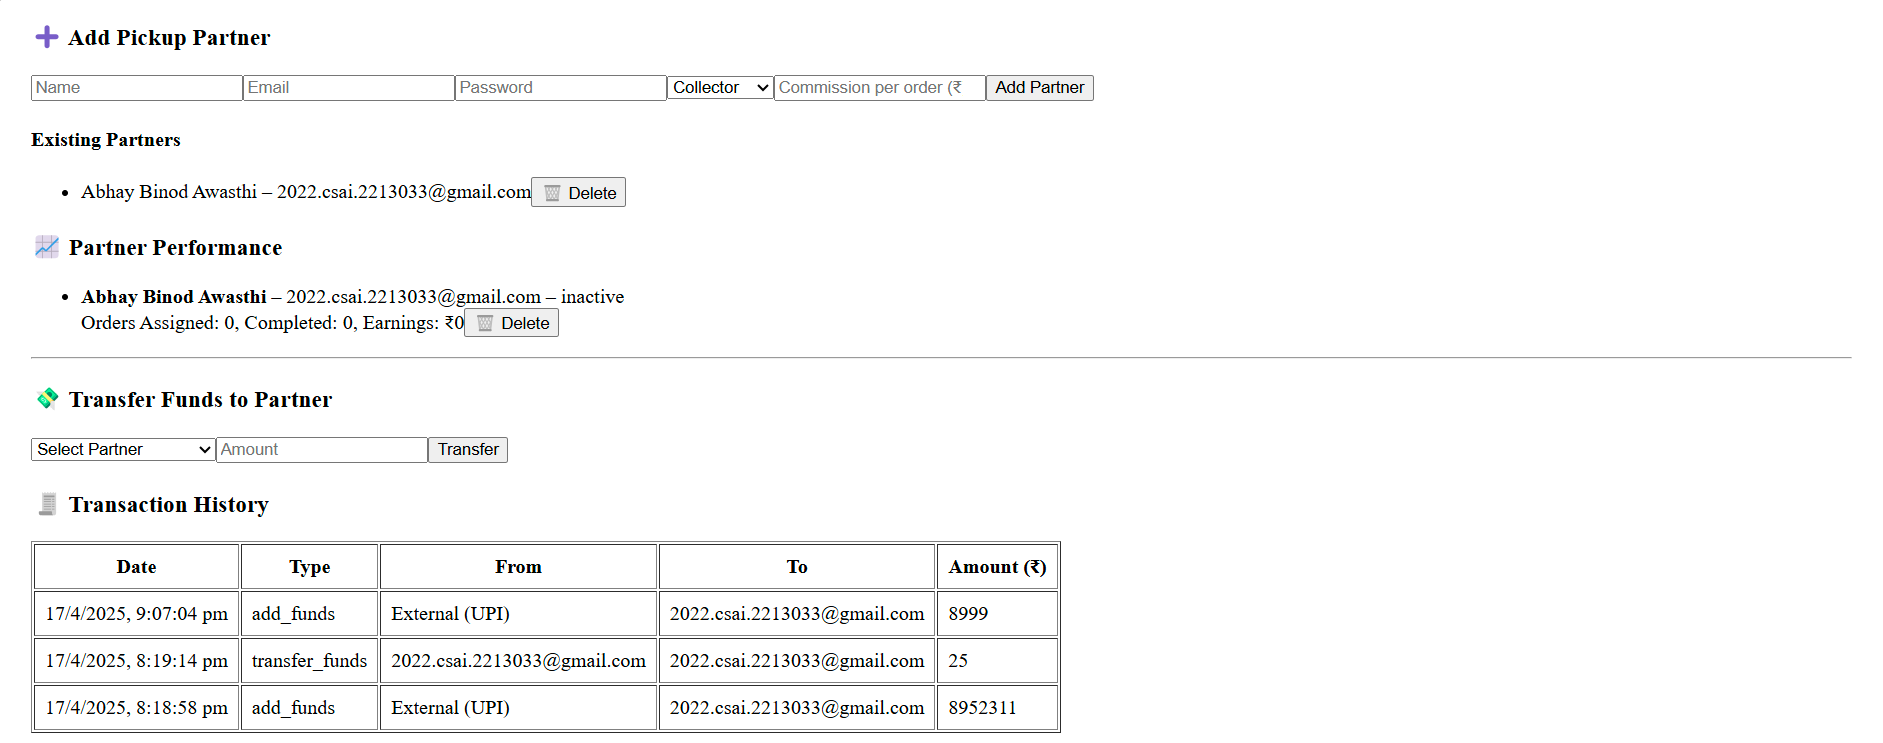 Add Pickup Partner
Name Email Password Collector Commission per order (₹ Add Partner
Existing Partners
Abhay Binod Awasthi – 2022.csai.2213033@gmail.com Delete
Partner Performance
Abhay Binod Awasthi – 2022.csai.2213033@gmail.com – inactive
Orders Assigned: 0, Completed: 0, Earnings: ₹0 Delete
Transfer Funds to Partner
Select Partner Amount Transfer
Transaction History
Date Type From To Amount (₹)
17/4/2025, 9:07:04 pm add_funds External (UPI) 2022.csai.2213033@gmail.com 8999
17/4/2025, 8:19:14 pm transfer_funds 2022.csai.2213033@gmail.com 2022.csai.2213033@gmail.com 25
17/4/2025, 8:18:58 pm add_funds External (UPI) 2022.csai.2213033@gmail.com 8952311